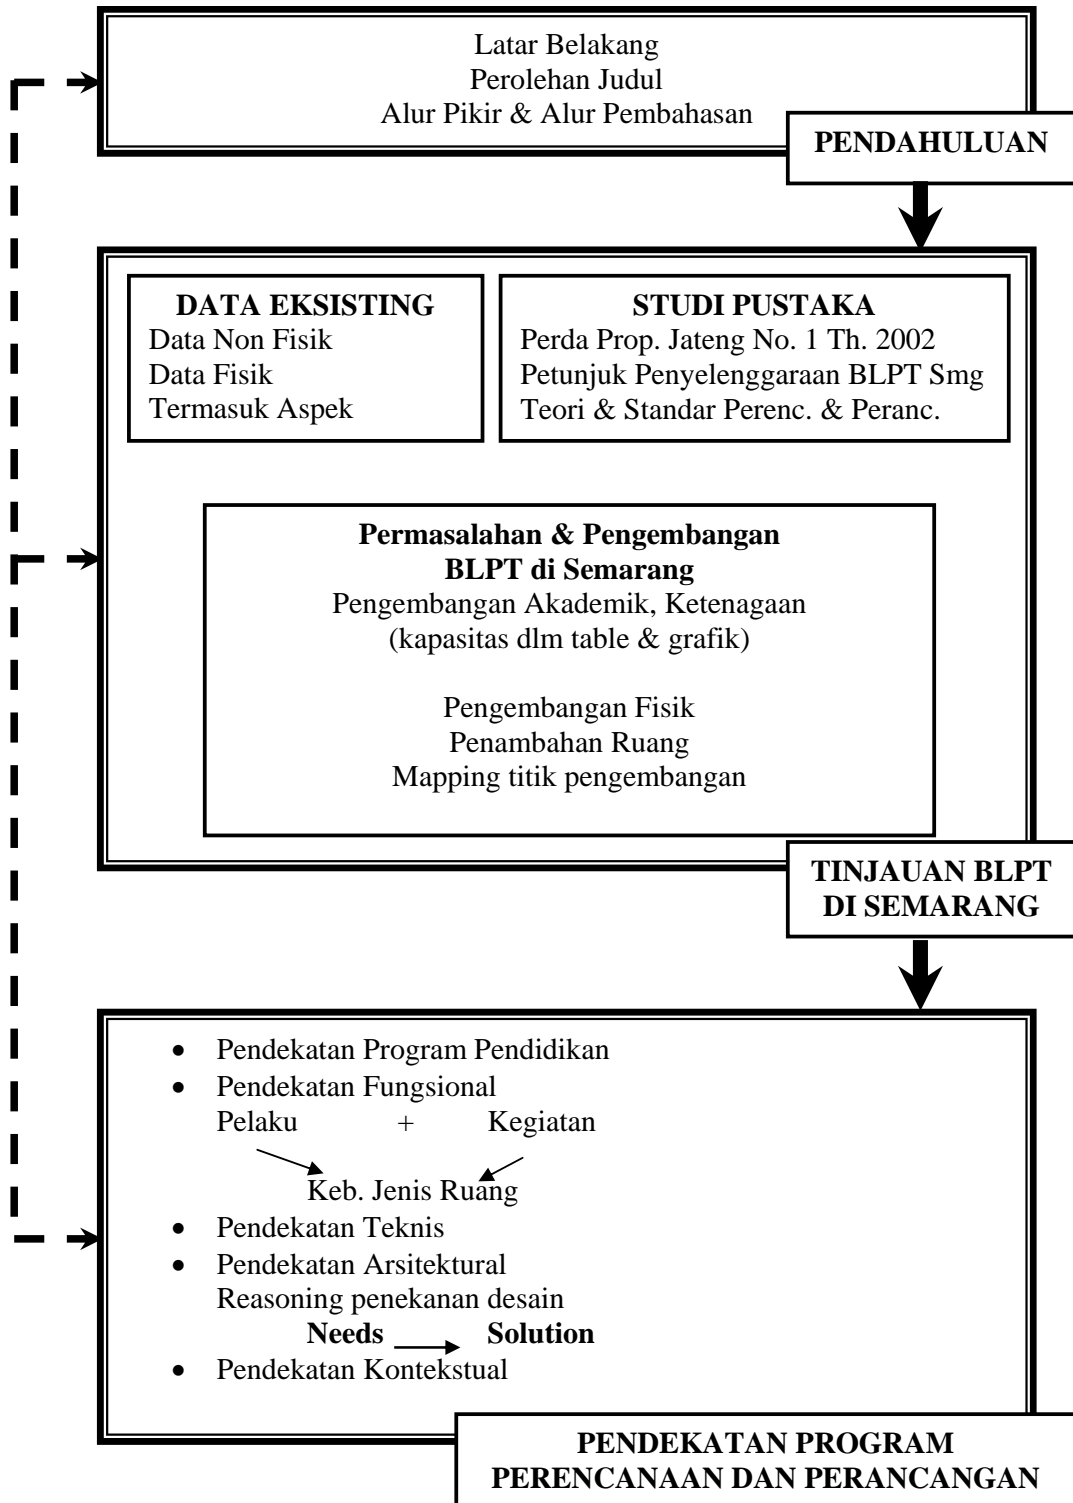 Latar Belakang
Perolehan Judul
Alur Pikir & Alur Pembahasan
PENDAHULUAN
DATA EKSISTING
Data Non Fisik
Data Fisik
Termasuk Aspek
STUDI PUSTAKA
Perda Prop. Jateng No. 1 Th. 2002
Petunjuk Penyelenggaraan BLPT Smg
Teori & Standar Perenc. & Peranc.
Permasalahan & Pengembangan
BLPT di Semarang
Pengembangan Akademik, Ketenagaan
(kapasitas dlm table & grafik)
Pengembangan Fisik
Penambahan Ruang
Mapping titik pengembangan
TINJAUAN BLPT
DI SEMARANG
• Pendekatan Program Pendidikan
• Pendekatan Fungsional
Pelaku + Kegiatan
Keb. Jenis Ruang
• Pendekatan Teknis
• Pendekatan Arsitektural
Reasoning penekanan desain
Needs Solution
• Pendekatan Kontekstual
PENDEKATAN PROGRAM
PERENCANAAN DAN PERANCANGAN